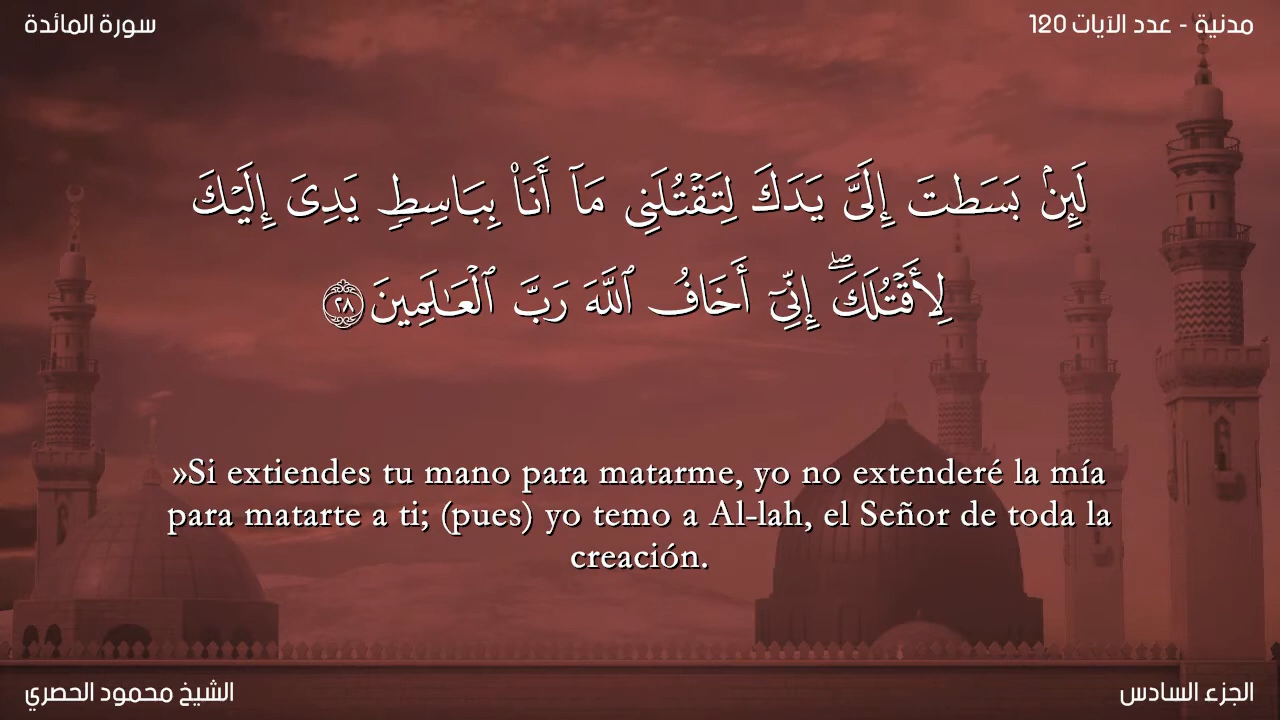 سورة المائدة
مدنية - عدد الآيات 120
لَئِنۢ بَسَطتَ إِلَىَّ يَدَكَ لِتَقْتُلَنِى مَآ أَنَا۠ بِبَاسِطٍ يَدِىَ إِلَيْكَ
لِأَقْتُلَكَ ۖ إِنِّىٓ أَخَافُ ٱللَّهَ رَبَّ ٱلْعَـٰلَمِينَ ٢٨
»Si extiendes tu mano para matarme, yo no extenderé la mía
para matarte a ti; (pues) yo temo a Al-lah, el Señor de toda la
creación.
الشيخ محمود الحصري
الجزء السادس